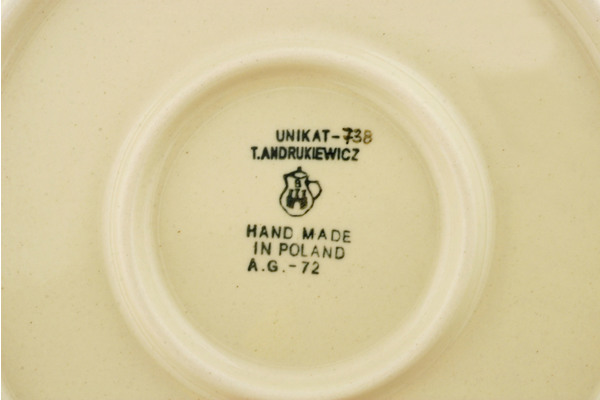 UNIKAT-738
T.ANDRUKIEWICZ
B
HAND MADE
IN POLAND
A.G.-72